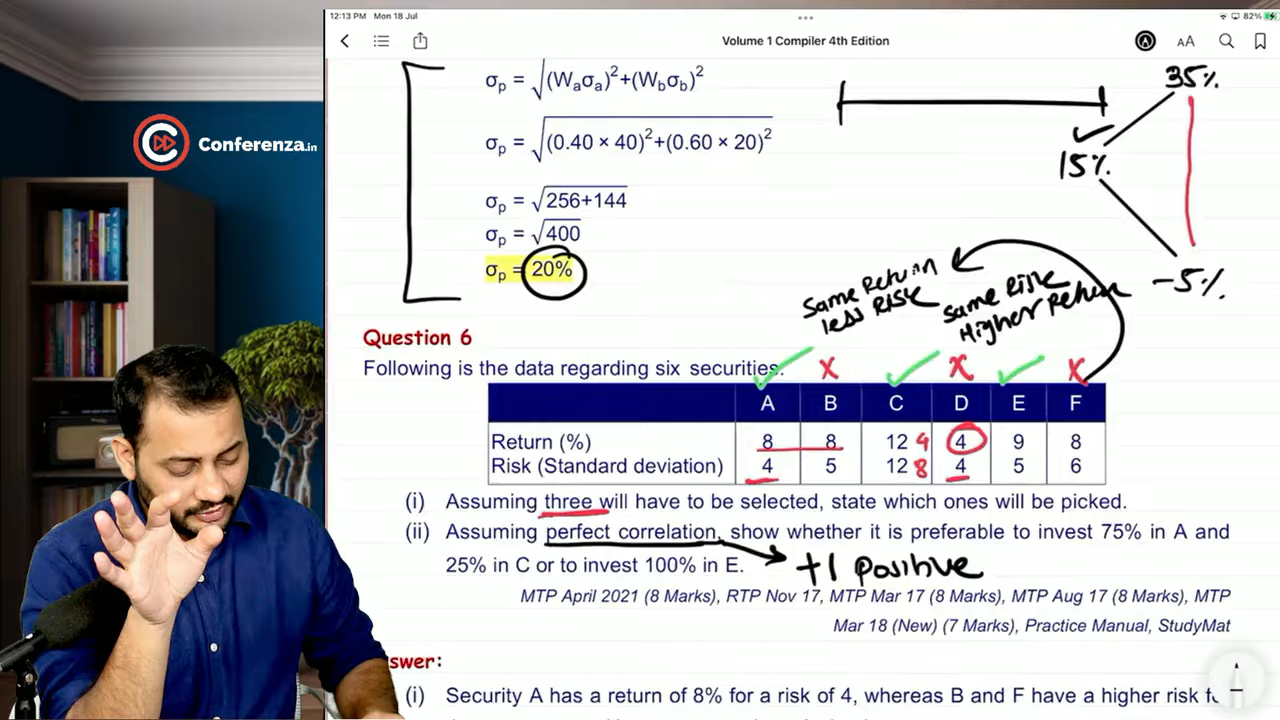 12:13 PM Mon 18 Jul
82%
Volume 1 Compiler 4th Edition
AA
Conferenza.in
σp = √(Waσa)²+(Wbσb)²
σp = √(0.40 × 40)²+(0.60 × 20)²
σp = √256+144
σp = √400
σp = 20%
35%
15%
-5%
Same Return
less RISK
Same Risk
Higher Return
Question 6
Following is the data regarding six securities:
A B C D E F
Return (%) 8 8 12 9 4 9 8
Risk (Standard deviation) 4 5 12 8 4 5 6
(i) Assuming three will have to be selected, state which ones will be picked.
(ii) Assuming perfect correlation, show whether it is preferable to invest 75% in A and
25% in C or to invest 100% in E.
+1 Positive
MTP April 2021 (8 Marks), RTP Nov 17, MTP Mar 17 (8 Marks), MTP Aug 17 (8 Marks), MTP
Mar 18 (New) (7 Marks), Practice Manual, StudyMat
swer:
(i) Security A has a return of 8% for a risk of 4, whereas B and F have a higher risk